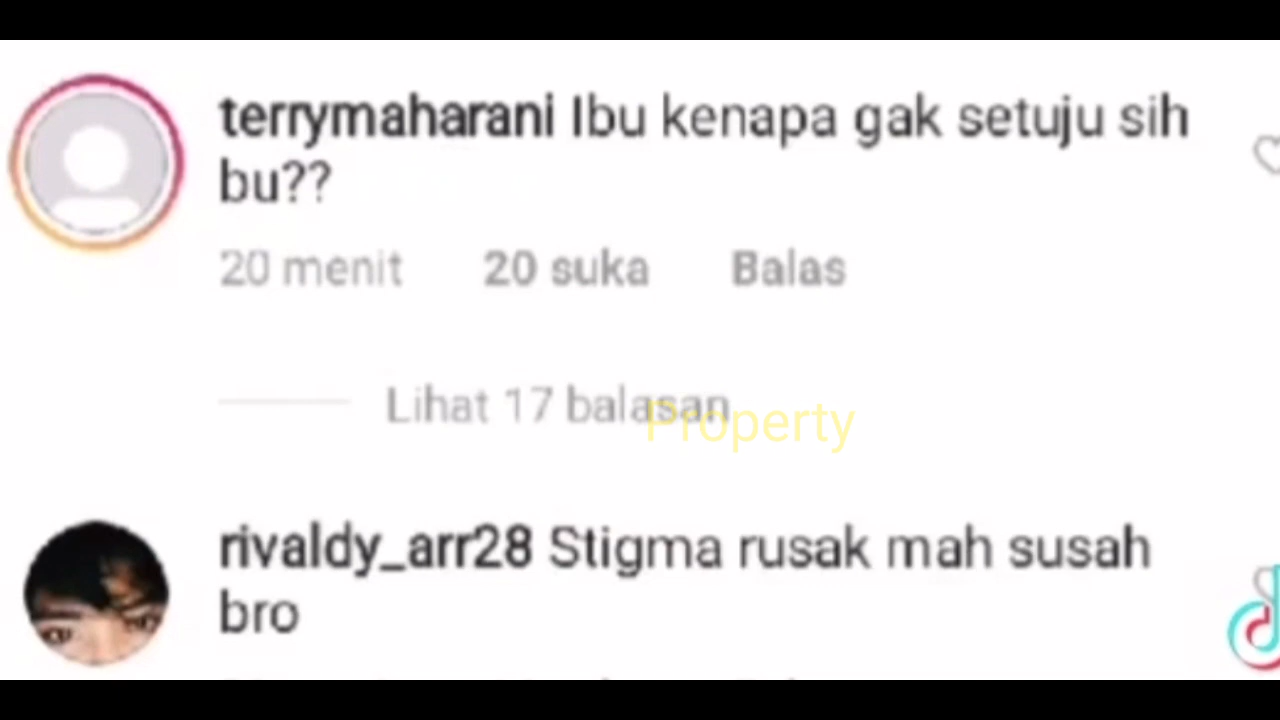 terrymaharani Ibu kenapa gak setuju sih
bu??
20 menit 20 suka Balas
Lihat 17 balasan
Property
rivaldy_arr28 Stigma rusak mah susah
bro